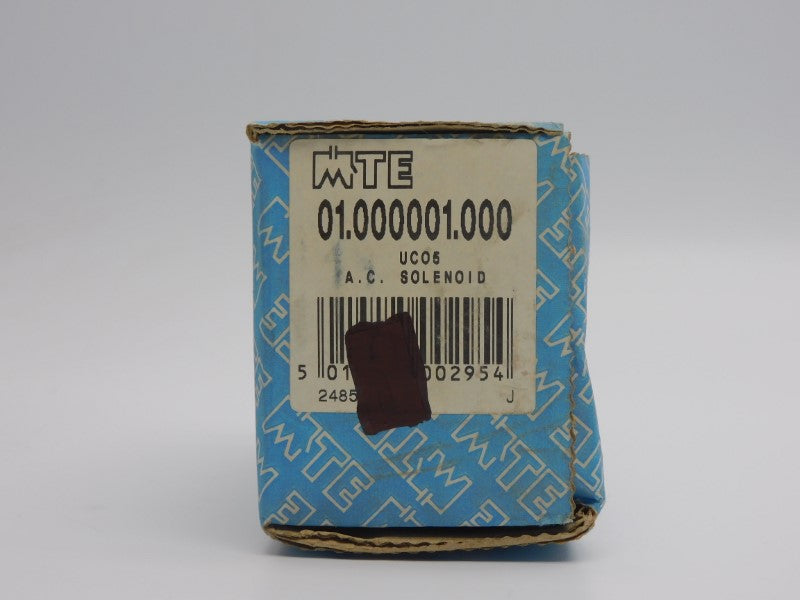 MTE
01.000001.000
UC05
A.C. SOLENOID
5 01 002954
2485 J